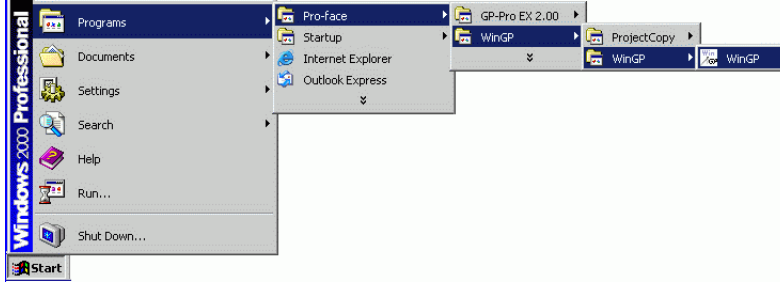 Windows 2000 Professional
Programs
Documents
Settings
Search
Help
Run...
Shut Down...
Start
Pro-face
Startup
Internet Explorer
Outlook Express
GP-Pro EX 2.00
WinGP
ProjectCopy
WinGP
WinGP